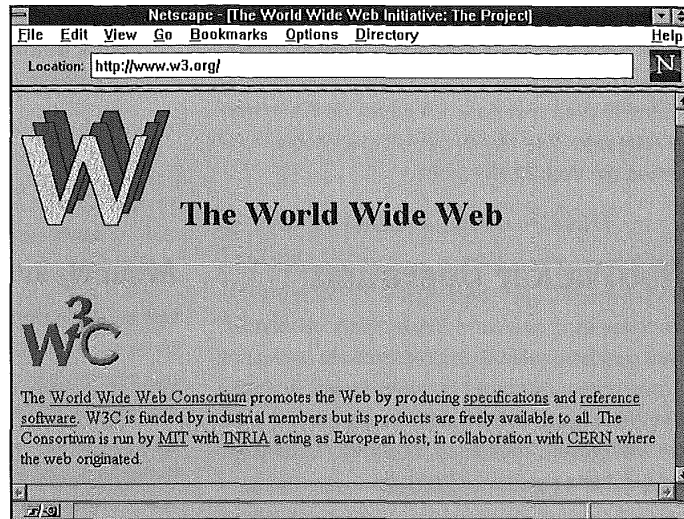 Netscape - [The World Wide Web Initiative: The Project]
File Edit View Go Bookmarks Options Directory Help
Location: http://www.w3.org/
N
WWW
The World Wide Web
W3C
The World Wide Web Consortium promotes the Web by producing specifications and reference
software. W3C is funded by industrial members but its products are freely available to all. The
Consortium is run by MIT with INRIA acting as European host, in collaboration with CERN where
the web originated.